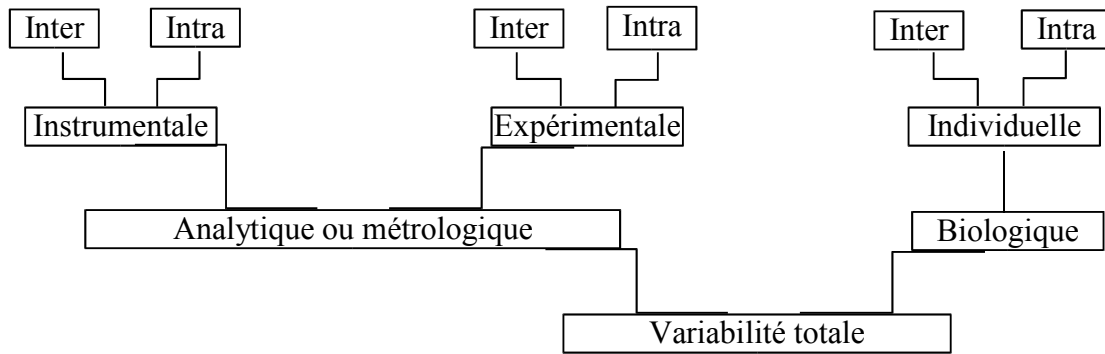 Inter
Intra
Inter
Intra
Inter
Intra
Instrumentale
Expérimentale
Individuelle
Analytique ou métrologique
Biologique
Variabilité totale